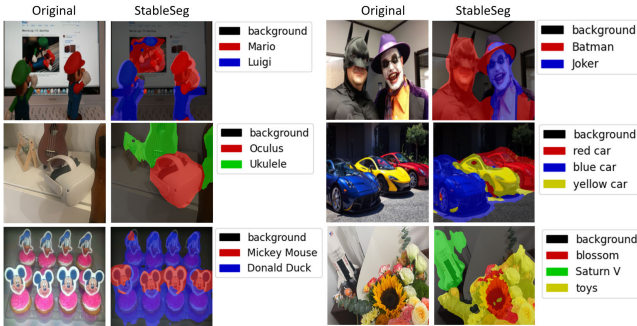 Original StableSeg
background
Mario
Luigi
Original StableSeg
background
Batman
Joker
background
Oculus
Ukulele
background
red car
blue car
yellow car
background
Mickey Mouse
Donald Duck
background
blossom
Saturn V
toys